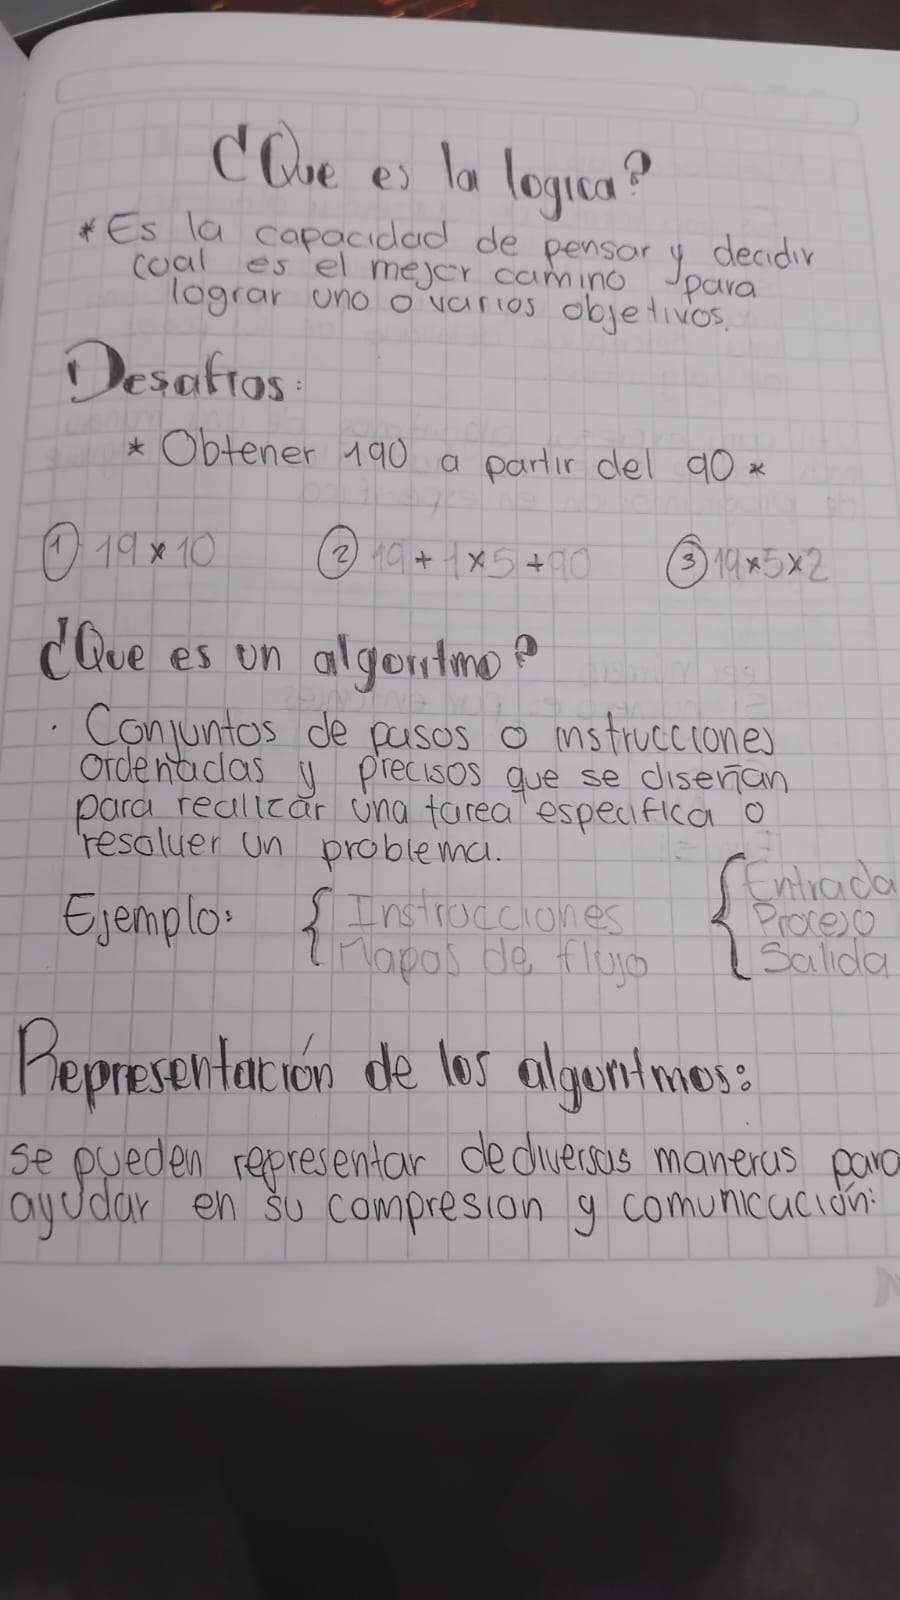 ¿Que es la logica?
* Es la capacidad de pensar y decidir
cual es el mejor camino para
lograr uno o varios objetivos.
Desafios:
* Obtener 190 a partir del 90 *
① 19 x 10 ② 19 + 1 x 5 + 90 ③ 19 x 5 x 2
¿Que es un algoritmo?
· Conjuntos de pasos o instrucciones
ordenadas y precisos que se diseñan
para realizar una tarea especifica o
resolver un problema.
Ejemplo: { Instrucciones
Mapas de flujo
{ Entrada
Proceso
Salida
Representación de los algoritmos:
se pueden representar de diversas maneras para
ayudar en su compresion y comunicación: